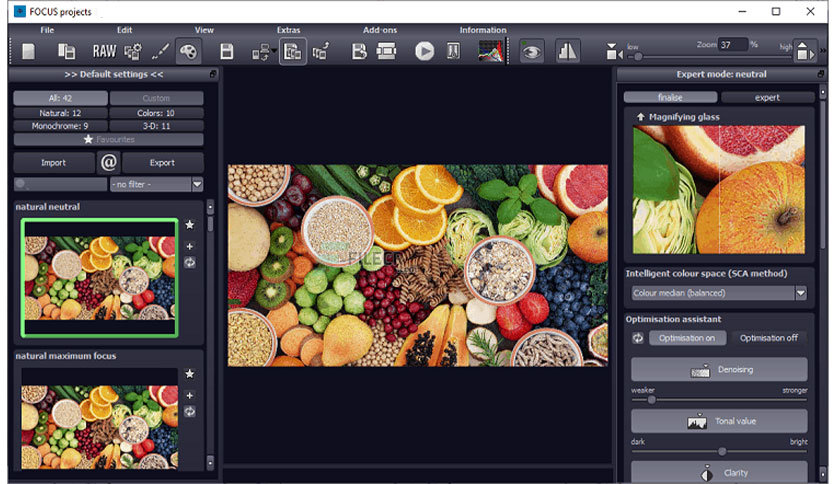 FOCUS projects
File Edit View Extras Add-ons Information
RAW
low Zoom 37 % high
>> Default settings <<
All: 42 Custom
Natural: 12 Colors: 10
Monochrome: 9 3-D: 11
Favourites
Import @ Export
- no filter -
natural neutral
natural maximum focus
FILEC
Expert mode: neutral
finalise expert
Magnifying glass
Intelligent colour space (SCA method)
Colour median (balanced)
Optimisation assistant
Optimisation on Optimisation off
Denoising
weaker stronger
Tonal value
dark bright
Clarity